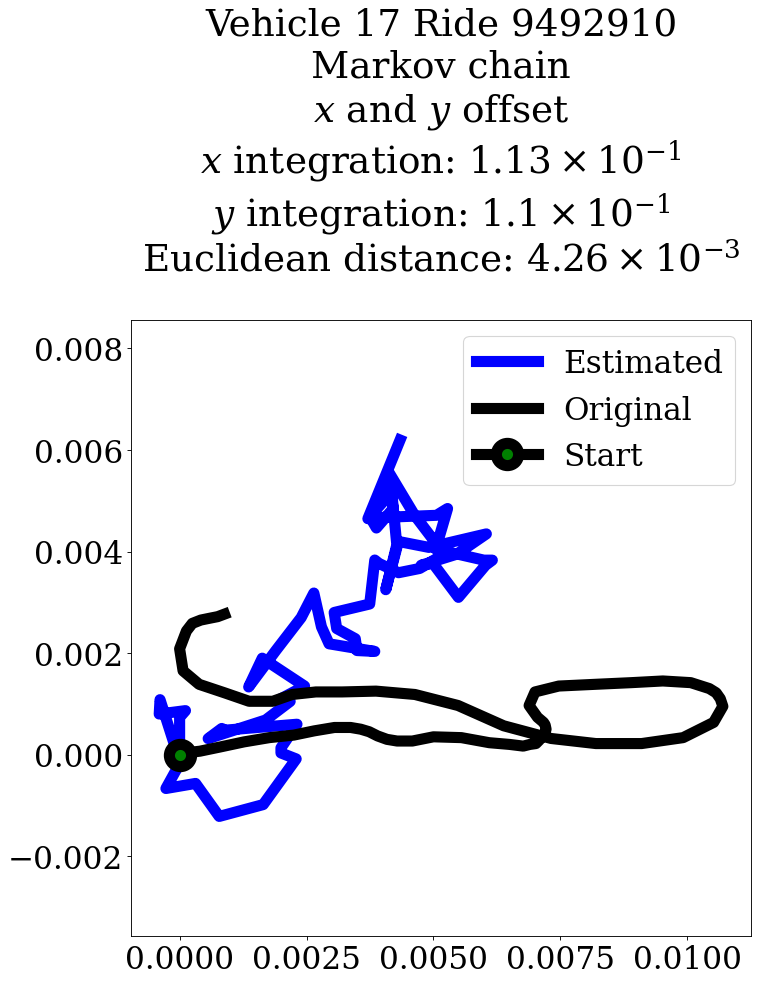 Vehicle 17 Ride 9492910
Markov chain
x and y offset
x integration: 1.13 × 10⁻¹
y integration: 1.1 × 10⁻¹
Euclidean distance: 4.26 × 10⁻³
0.008
0.006
0.004
0.002
0.000
−0.002
Estimated
Original
Start
0.0000 0.0025 0.0050 0.0075 0.0100